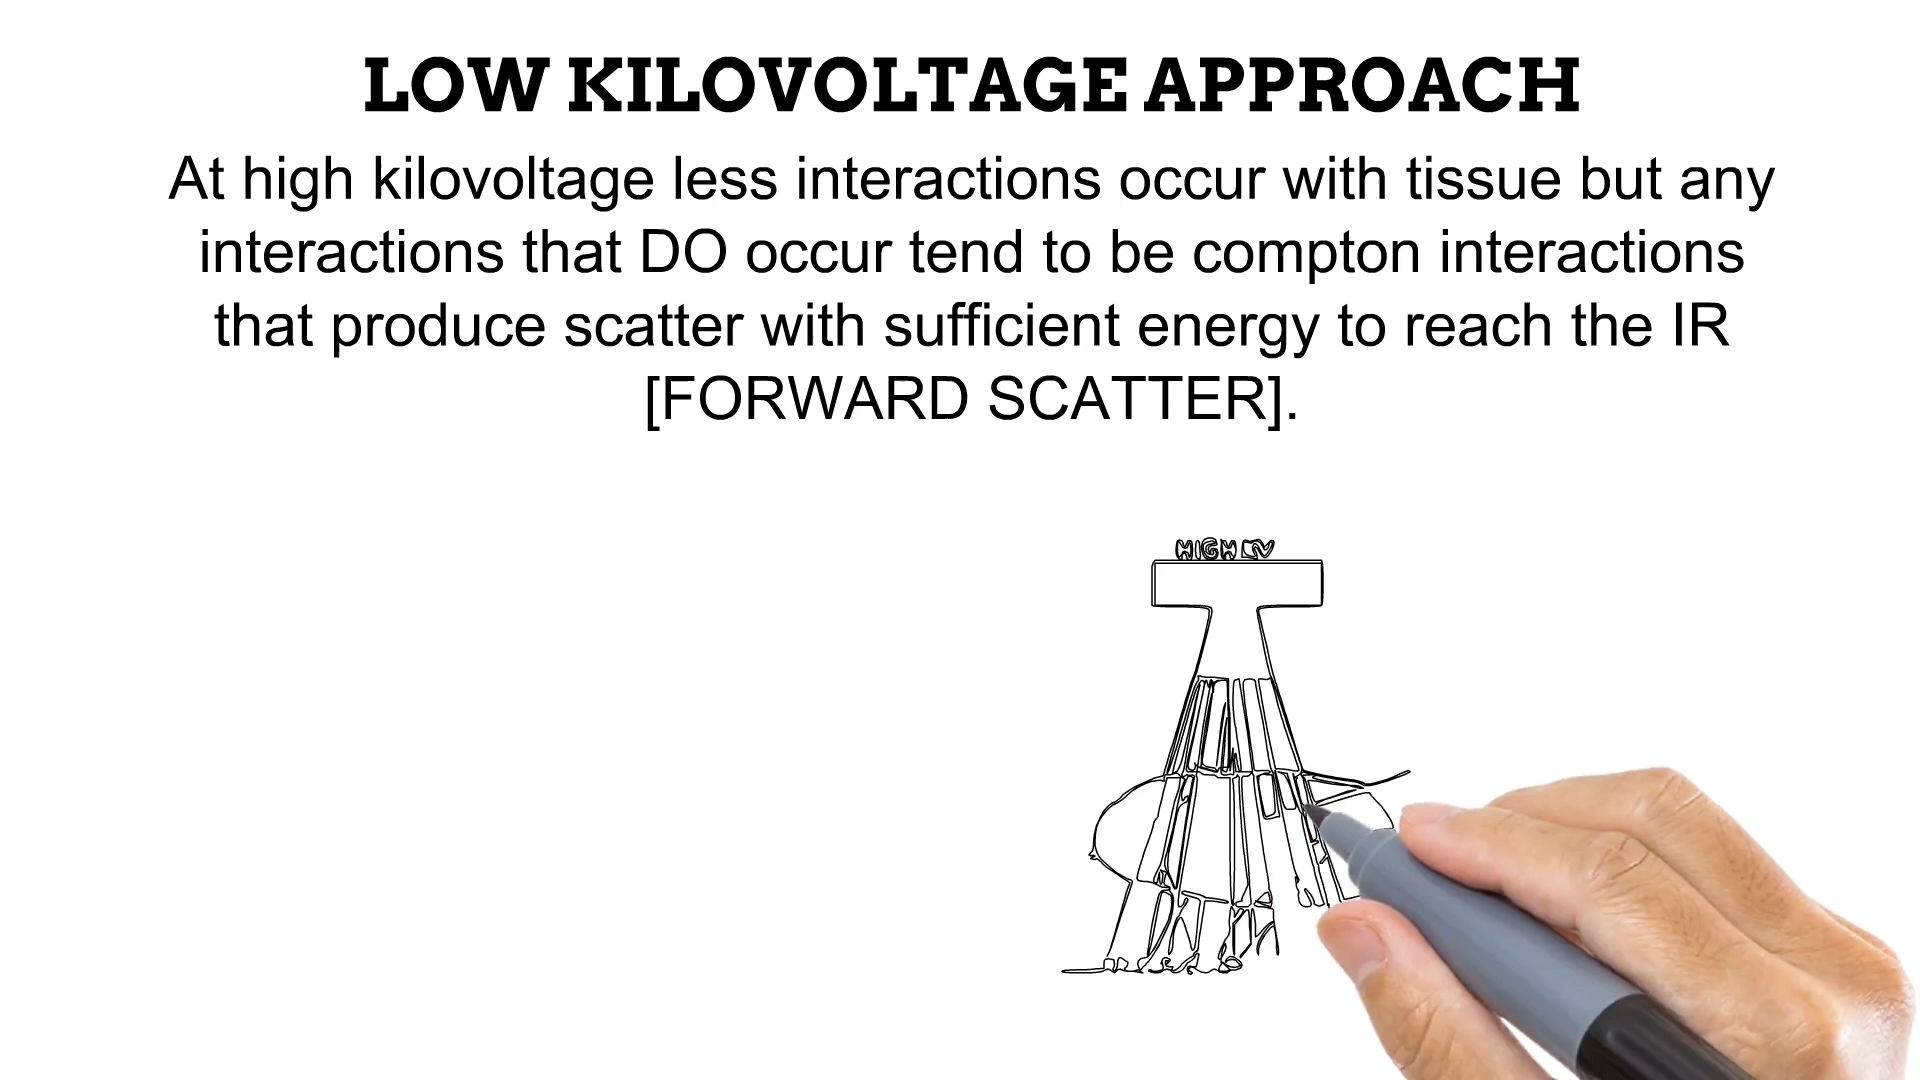 LOW KILOVOLTAGE APPROACH
At high kilovoltage less interactions occur with tissue but any
interactions that DO occur tend to be compton interactions
that produce scatter with sufficient energy to reach the IR
[FORWARD SCATTER].
HIGH KV